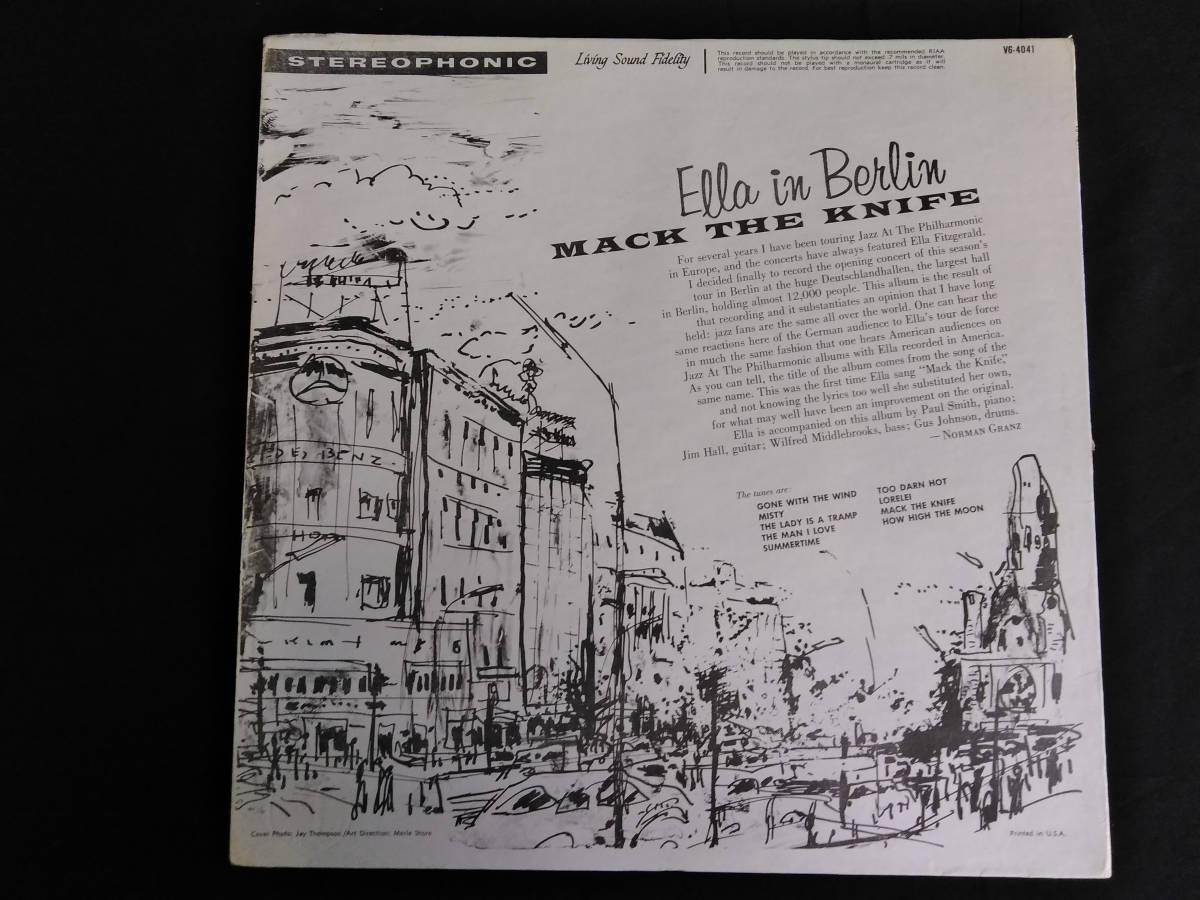 STEREOPHONIC
Living Sound Fidelity
This record should be played in accordance with the recommended RIAA
reproduction standards. The stylus tip should not exceed .7 mils in diameter.
This record should not be played with a monaural cartridge as it will
result in damage to the record. For best reproduction keep this record clean.
V6-4041
Ella in Berlin
MACK THE KNIFE
For several years I have been touring Jazz At The Philharmonic
in Europe, and the concerts have always featured Ella Fitzgerald.
I decided finally to record the opening concert of this season's
tour in Berlin at the huge Deutschlandhallen, the largest hall
in Berlin, holding almost 12,000 people. This album is the result of
that recording and it substantiates an opinion that I have long
held: jazz fans are the same all over the world. One can hear the
same reactions here of the German audience to Ella's tour de force
in much the same fashion that one hears American audiences on
Jazz At The Philharmonic albums with Ella recorded in America.
As you can tell, the title of the album comes from the song of the
same name. This was the first time Ella sang "Mack the Knife,"
and not knowing the lyrics too well she substituted her own,
for what may well have been an improvement on the original.
Ella is accompanied on this album by Paul Smith, piano;
Jim Hall, guitar; Wilfred Middlebrooks, bass; Gus Johnson, drums.
— NORMAN GRANZ
The tunes are:
GONE WITH THE WIND
MISTY
THE LADY IS A TRAMP
THE MAN I LOVE
SUMMERTIME
TOO DARN HOT
LORELEI
MACK THE KNIFE
HOW HIGH THE MOON
BENZ
Cover Photo: Jay Thompson/Art Direction: Merle Shore
Printed in U.S.A.